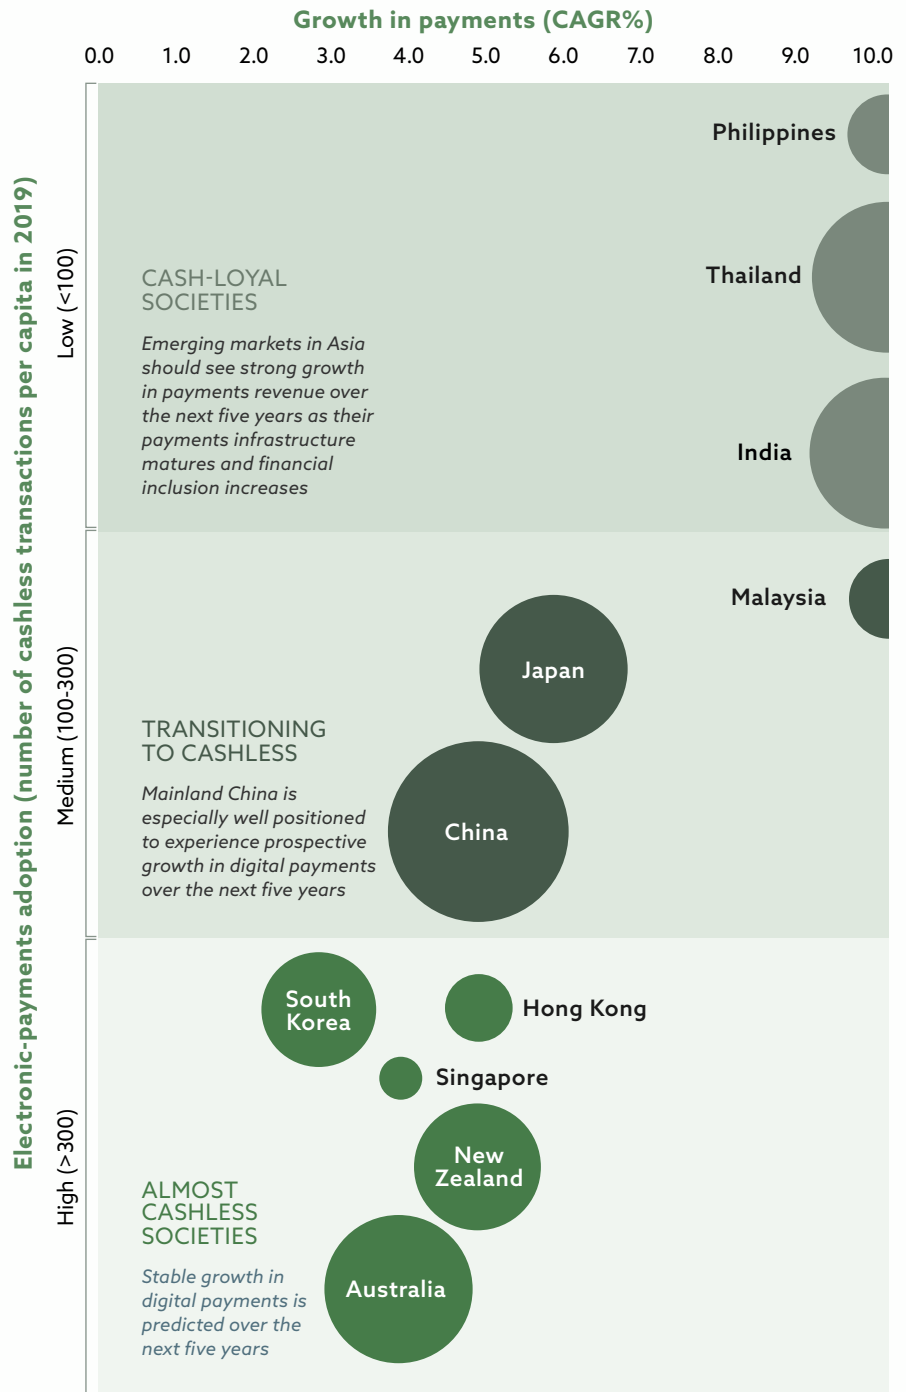 Growth in payments (CAGR%)
0.0 1.0 2.0 3.0 4.0 5.0 6.0 7.0 8.0 9.0 10.0
Electronic-payments adoption (number of cashless transactions per capita in 2019)
Low (<100)
Philippines
Thailand
India
CASH-LOYAL
SOCIETIES
Emerging markets in Asia
should see strong growth
in payments revenue over
the next five years as their
payments infrastructure
matures and financial
inclusion increases
Medium (100-300)
Malaysia
Japan
China
TRANSITIONING
TO CASHLESS
Mainland China is
especially well positioned
to experience prospective
growth in digital payments
over the next five years
High (>300)
South
Korea
Hong Kong
Singapore
New
Zealand
Australia
ALMOST
CASHLESS
SOCIETIES
Stable growth in
digital payments is
predicted over the
next five years